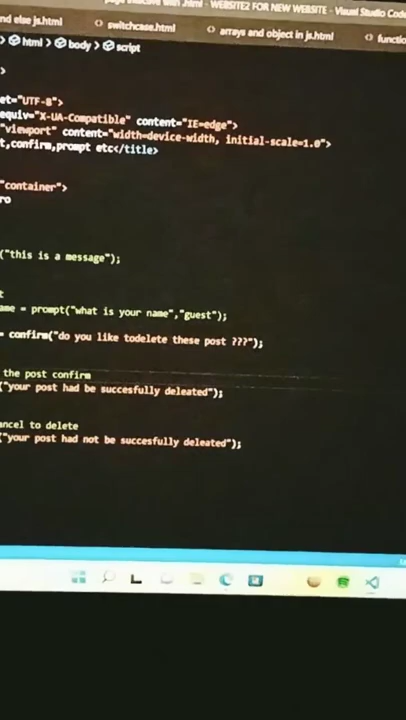 .html - WEBSITE2 FOR NEW WEBSITE - Visual Studio Code
nd else js.html switchcase.html arrays and object in js.html functio
> html > body > script
>
et="UTF-8">
equiv="X-UA-Compatible" content="IE=edge">
"viewport" content="width=device-width, initial-scale=1.0">
t,confirm,prompt etc</title>
"container">
ro
("this is a message");
t
ame = prompt("what is your name","guest");
= confirm("do you like todelete these post ???");
the post confirm
("your post had be succesfully deleated");
ancel to delete
("your post had not be succesfully deleated");